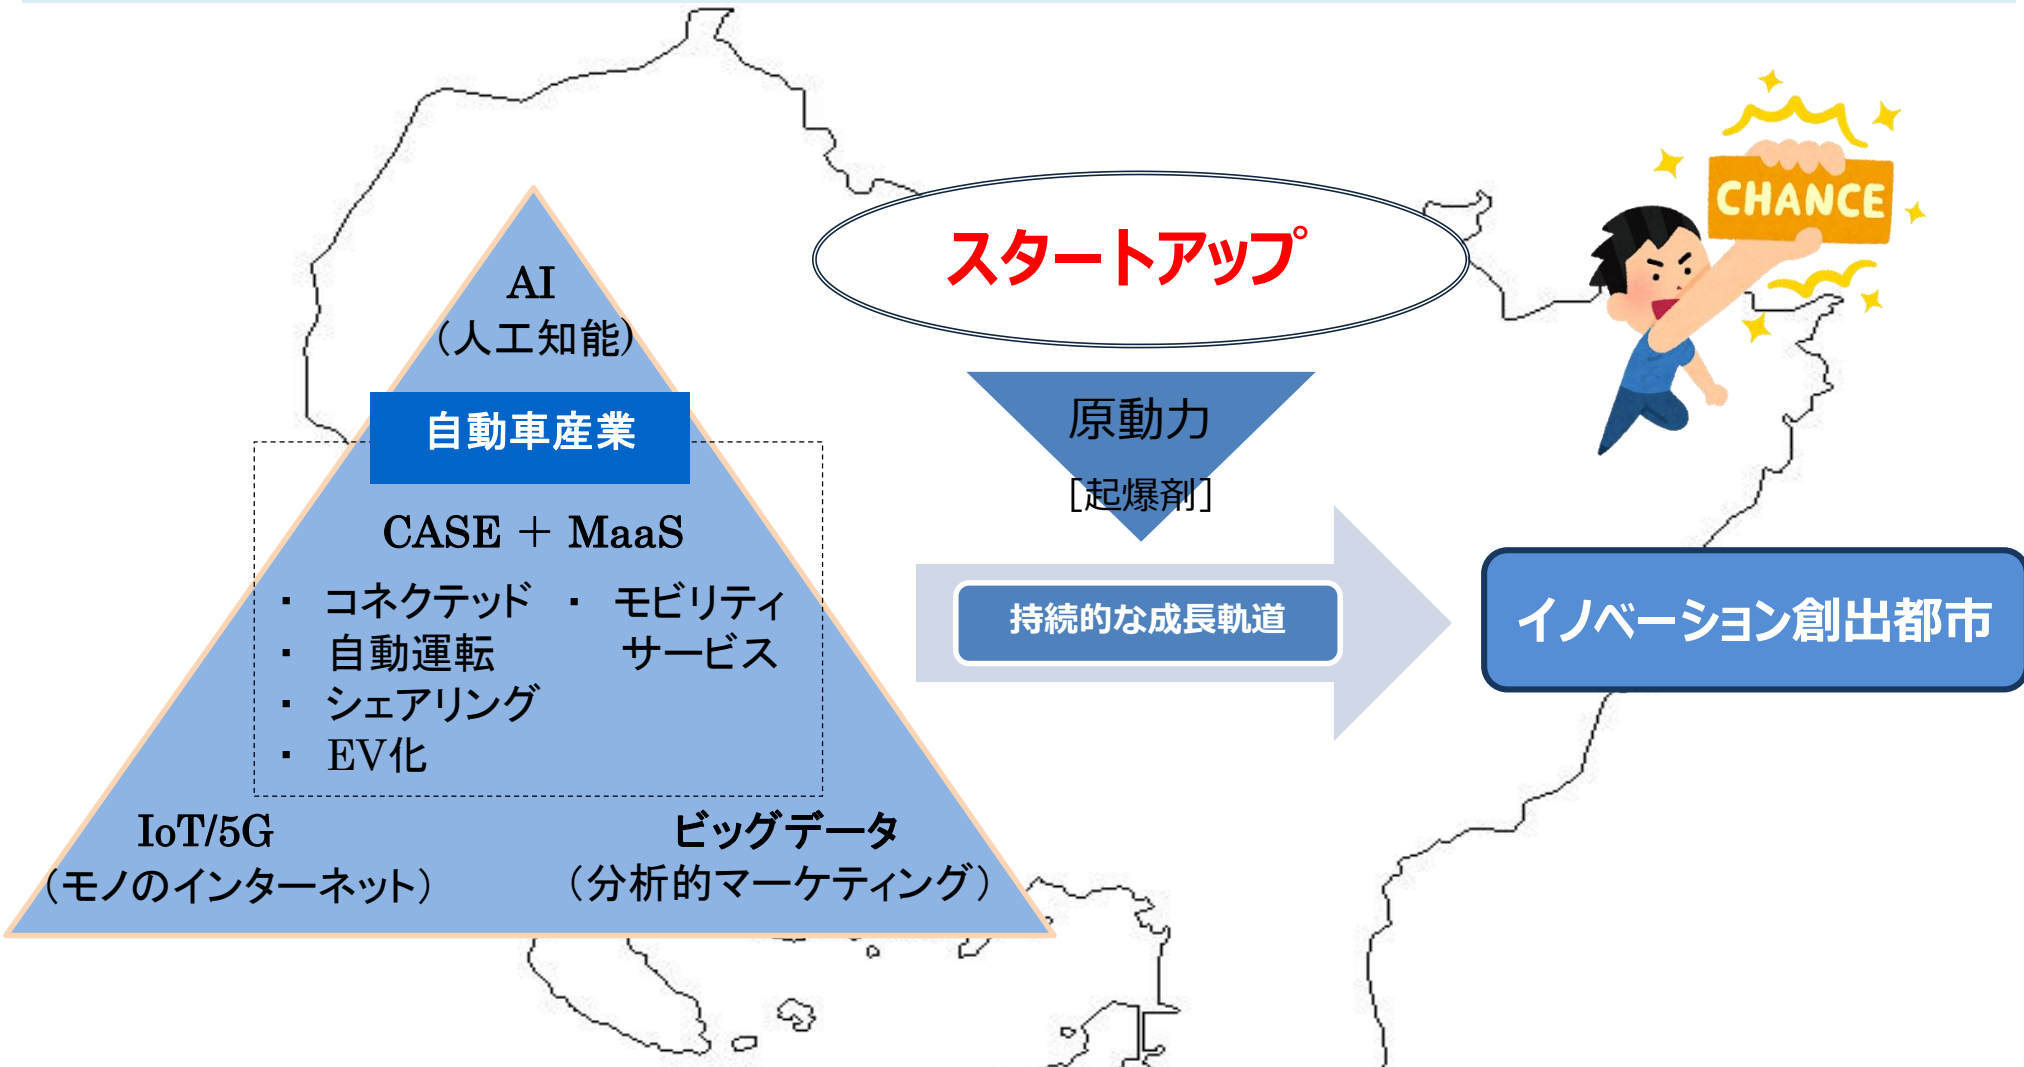 AI
（人工知能）
自動車産業
CASE ＋ MaaS
・ コネクテッド
・ 自動運転
・ シェアリング
・ EV化
・ モビリティ
サービス
IoT/5G
（モノのインターネット）
ビッグデータ
（分析的マーケティング）
スタートアップ
原動力
［起爆剤］
持続的な成長軌道
イノベーション創出都市
CHANCE